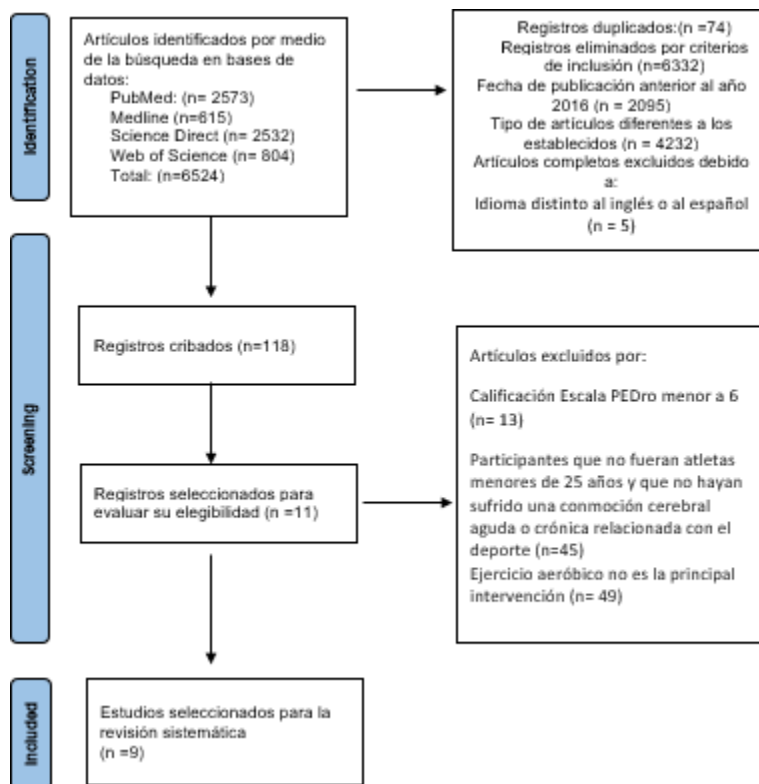 Identification
Artículos identificados por medio
de la búsqueda en bases de
datos:
PubMed: (n= 2573)
Medline (n=615)
Science Direct (n= 2532)
Web of Science (n= 804)
Total: (n=6524)
Registros duplicados:(n =74)
Registros eliminados por criterios
de inclusión (n=6332)
Fecha de publicación anterior al año
2016 (n = 2095)
Tipo de artículos diferentes a los
establecidos (n = 4232)
Artículos completos excluidos debido
a:
Idioma distinto al inglés o al español
(n = 5)
Screening
Registros cribados (n=118)
Registros seleccionados para
evaluar su elegibilidad (n =11)
Artículos excluidos por:
Calificación Escala PEDro menor a 6
(n= 13)
Participantes que no fueran atletas
menores de 25 años y que no hayan
sufrido una conmoción cerebral
aguda o crónica relacionada con el
deporte (n=45)
Ejercicio aeróbico no es la principal
intervención (n= 49)
Included
Estudios seleccionados para la
revisión sistemática
(n =9)